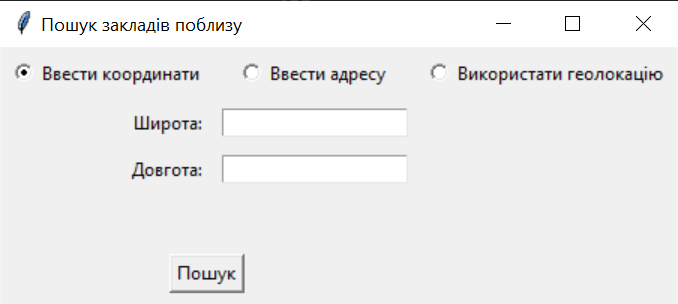 Пошук закладів поблизу
Ввести координати Ввести адресу Використати геолокацію
Широта:
Довгота:
Пошук